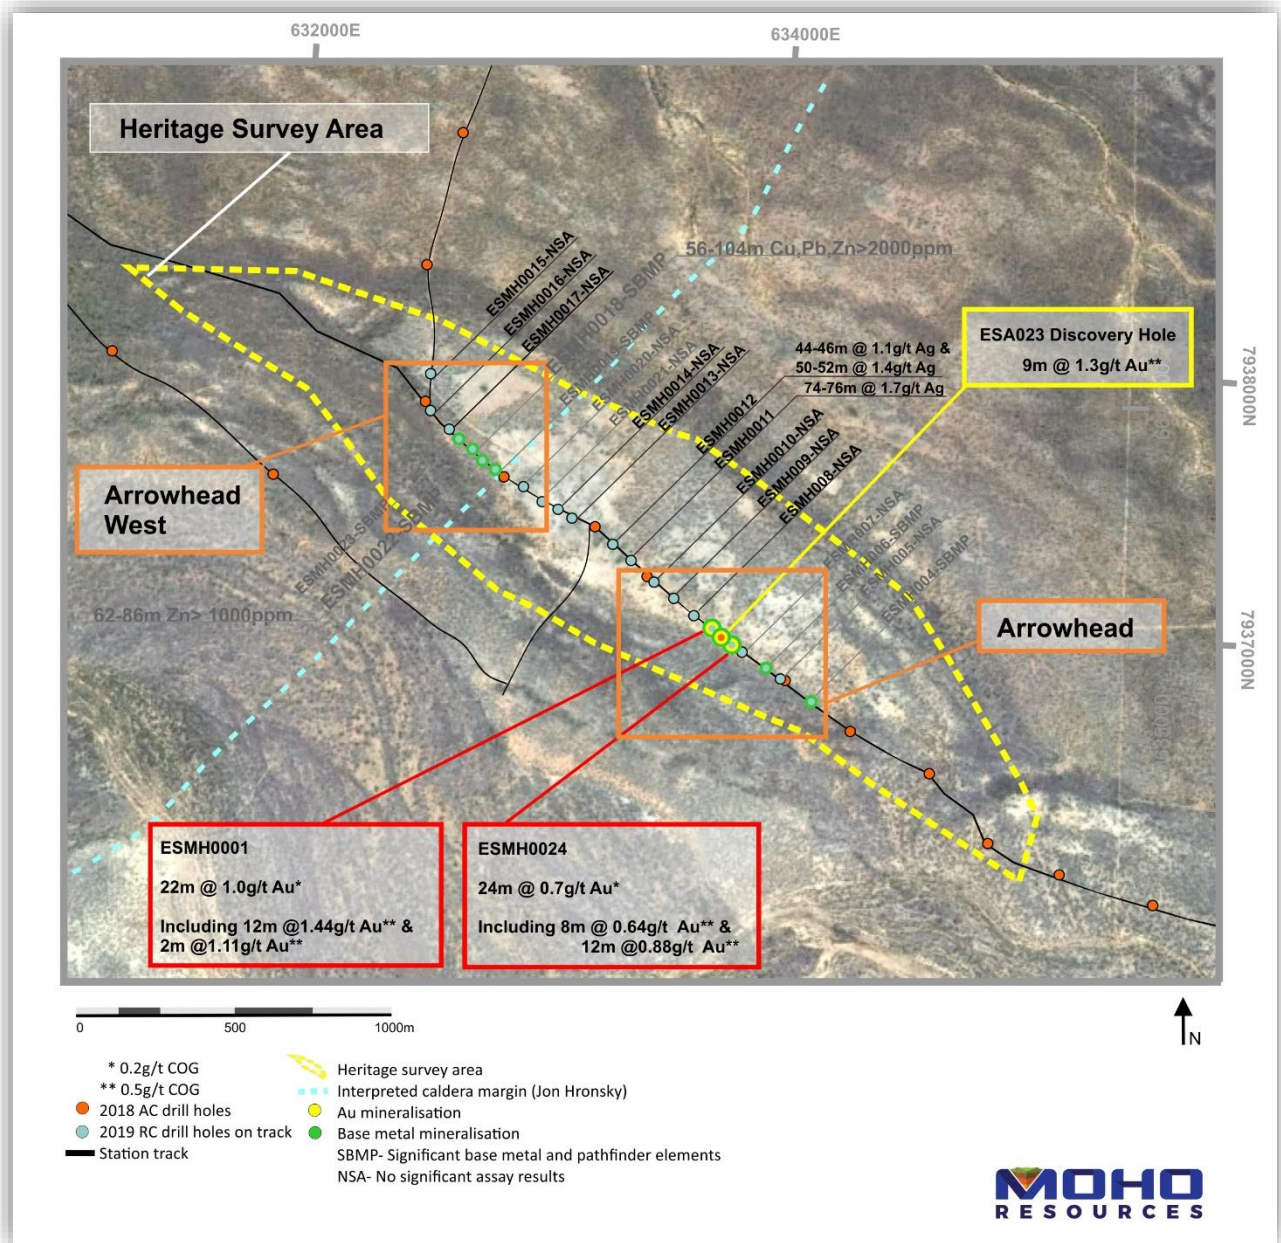 632000E
634000E
Heritage Survey Area
ESMH0015-NSA
ESMH0016-NSA
ESMH0017-NSA
56-104m Cu,Pb,Zn>2000ppm
ESMH0014-NSA
ESMH0013-NSA
ESMH0012
ESMH0011
ESMH0010-NSA
ESMH009-NSA
ESMH008-NSA
44-46m @ 1.1g/t Ag &
50-52m @ 1.4g/t Ag
74-76m @ 1.7g/t Ag
ESA023 Discovery Hole
9m @ 1.3g/t Au**
7938000N
Arrowhead
West
ESMH0023-SBMP
ESMH0022-SBMP
62-86m Zn> 1000ppm
Arrowhead
7937000N
ESMH0001
22m @ 1.0g/t Au*
Including 12m @1.44g/t Au** &
2m @1.11g/t Au**
ESMH0024
24m @ 0.7g/t Au*
Including 8m @ 0.64g/t Au** &
12m @0.88g/t Au**
0 500 1000m
N
* 0.2g/t COG
** 0.5g/t COG
2018 AC drill holes
2019 RC drill holes on track
Station track
Heritage survey area
Interpreted caldera margin (Jon Hronsky)
Au mineralisation
Base metal mineralisation
SBMP- Significant base metal and pathfinder elements
NSA- No significant assay results
MOHO
RESOURCES